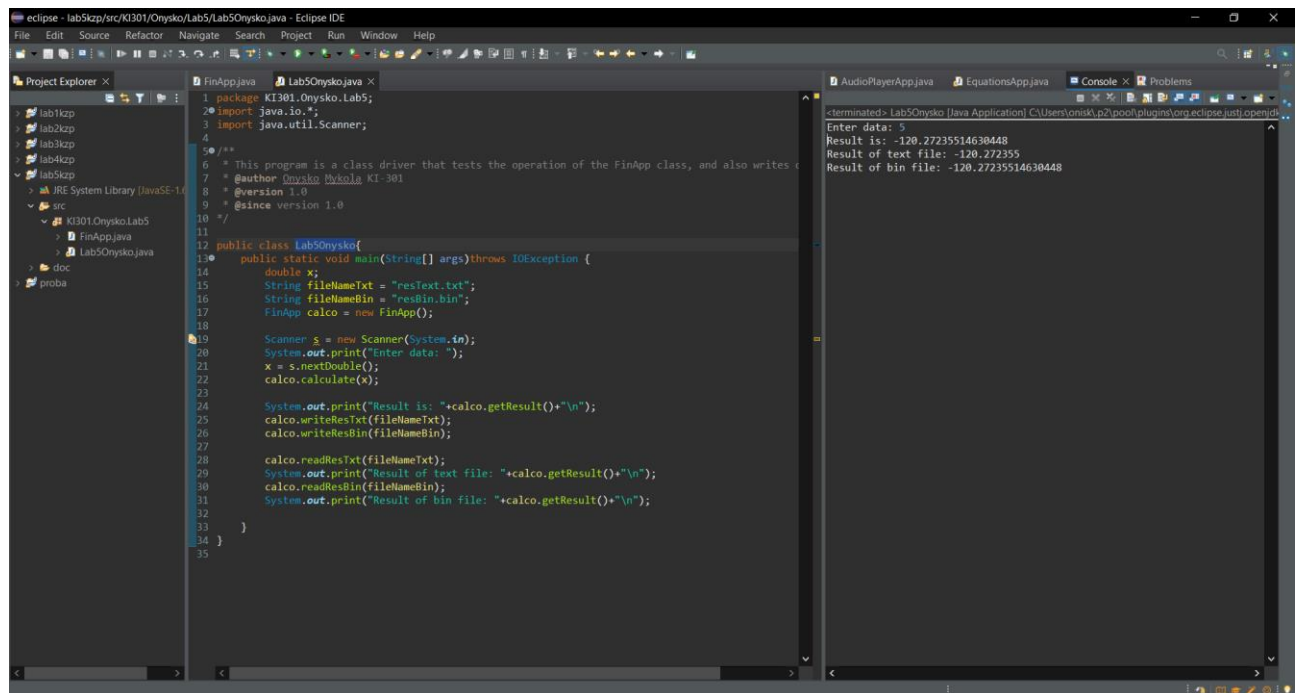 eclipse - lab5kzp/src/KI301/Onysko/Lab5/Lab5Onysko.java - Eclipse IDE
File Edit Source Refactor Navigate Search Project Run Window Help
Project Explorer
lab1kzp
lab2kzp
lab3kzp
lab4kzp
lab5kzp
JRE System Library [JavaSE-1.
src
KI301.Onysko.Lab5
FinApp.java
Lab5Onysko.java
doc
proba
FinApp.java Lab5Onysko.java
1 package KI301.Onysko.Lab5;
2 import java.io.*;
3 import java.util.Scanner;
4
5 /**
6 * This program is a class driver that tests the operation of the FinApp class, and also writes
7 * @author Onysko Mykola KI-301
8 * @version 1.0
9 * @since version 1.0
10 */
11
12 public class Lab5Onysko{
13 public static void main(String[] args)throws IOException {
14 double x;
15 String fileNameTxt = "resText.txt";
16 String fileNameBin = "resBin.bin";
17 FinApp calco = new FinApp();
18
19 Scanner s = new Scanner(System.in);
20 System.out.print("Enter data: ");
21 x = s.nextDouble();
22 calco.calculate(x);
23
24 System.out.print("Result is: "+calco.getResult()+"\n");
25 calco.writeResTxt(fileNameTxt);
26 calco.writeResBin(fileNameBin);
27
28 calco.readResTxt(fileNameTxt);
29 System.out.print("Result of text file: "+calco.getResult()+"\n");
30 calco.readResBin(fileNameBin);
31 System.out.print("Result of bin file: "+calco.getResult()+"\n");
32
33 }
34 }
35
AudioPlayerApp.java EquationsApp.java Console Problems
<terminated> Lab5Onysko [Java Application] C:\Users\onisk\.p2\pool\plugins\org.eclipse.justj.openjdk
Enter data: 5
Result is: -120.27235514630448
Result of text file: -120.272355
Result of bin file: -120.27235514630448